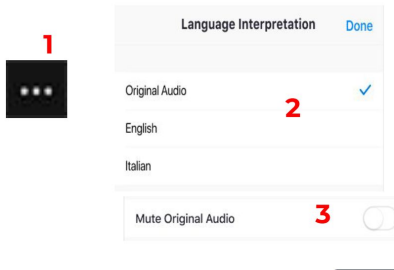 1
Language Interpretation Done
Original Audio
2
English
Italian
Mute Original Audio 3